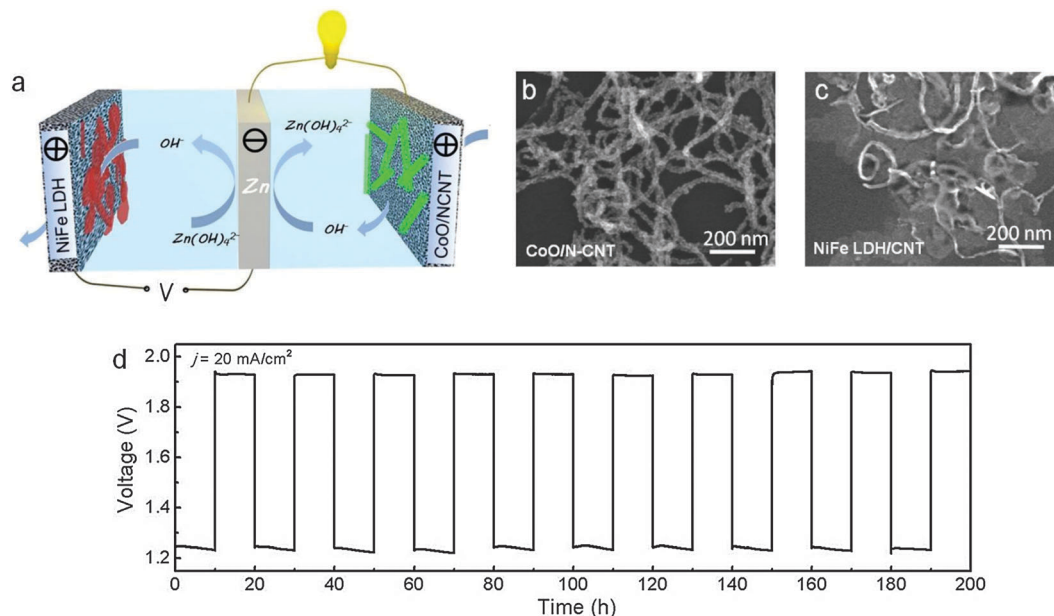 a
⊕
NiFe LDH
OH⁻
Zn(OH)₄²⁻
⊖
Zn
Zn(OH)₄²⁻
OH⁻
⊕
CoO/NCNT
V
b
CoO/N-CNT
200 nm
c
NiFe LDH/CNT
200 nm
d
j = 20 mA/cm²
Voltage (V)
2.0
1.8
1.6
1.4
1.2
0 20 40 60 80 100 120 140 160 180 200
Time (h)